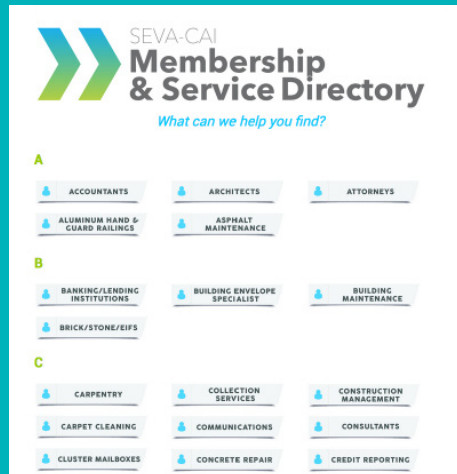 SEVA-CAI
Membership
& Service Directory
What can we help you find?
A
ACCOUNTANTS
ARCHITECTS
ATTORNEYS
ALUMINUM HAND &
GUARD RAILINGS
ASPHALT
MAINTENANCE
B
BANKING/LENDING
INSTITUTIONS
BUILDING ENVELOPE
SPECIALIST
BUILDING
MAINTENANCE
BRICK/STONE/EIFS
C
CARPENTRY
COLLECTION
SERVICES
CONSTRUCTION
MANAGEMENT
CARPET CLEANING
COMMUNICATIONS
CONSULTANTS
CLUSTER MAILBOXES
CONCRETE REPAIR
CREDIT REPORTING